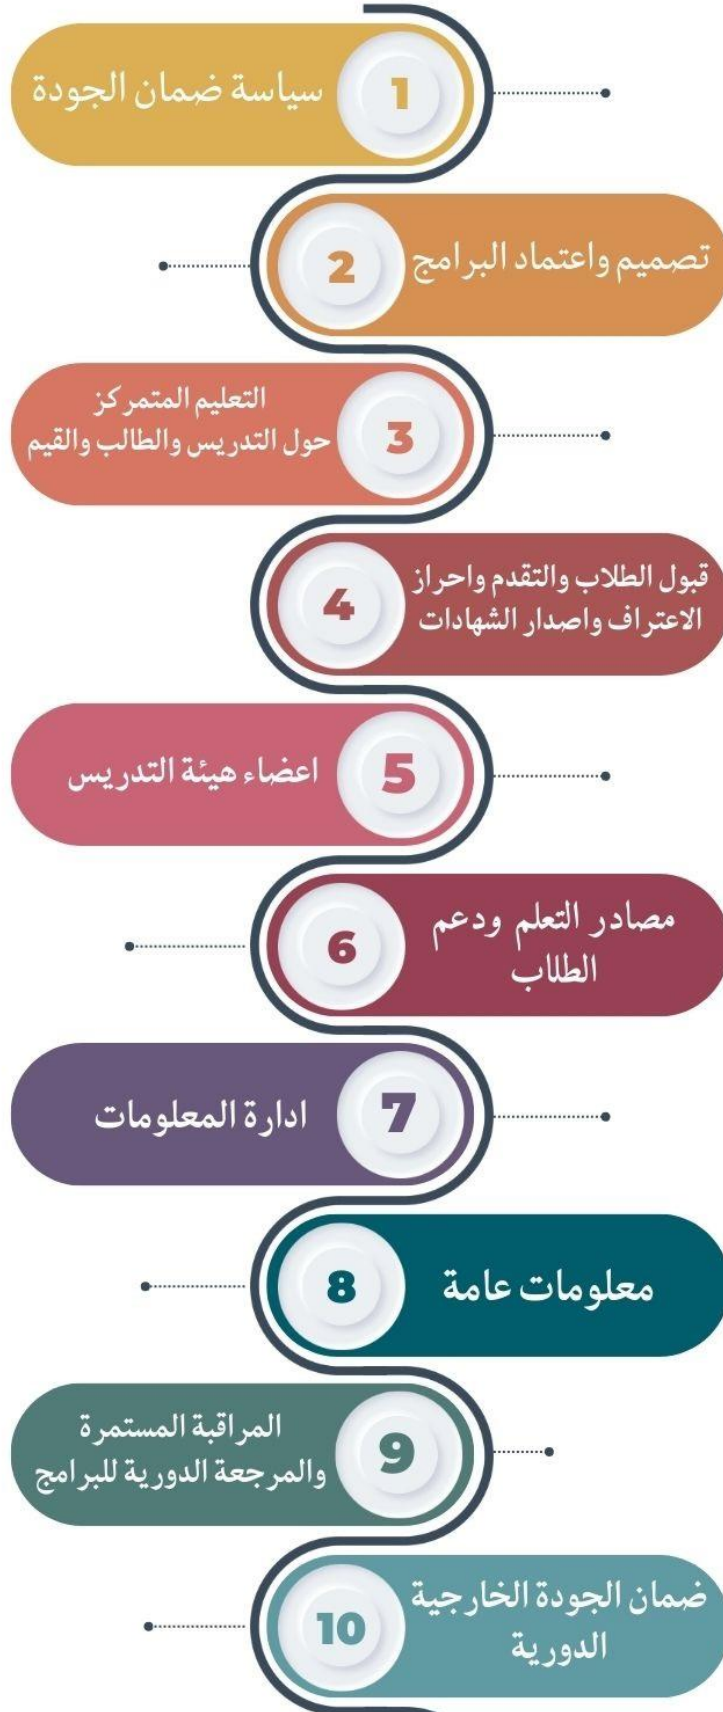 1
سياسة ضمان الجودة
2
تصميم واعتماد البرامج
3
التعليم المتمركز
حول التدريس والطالب والقيم
4
قبول الطلاب والتقدم واحراز
الاعتراف واصدار الشهادات
5
اعضاء هيئة التدريس
6
مصادر التعلم ودعم
الطلاب
7
ادارة المعلومات
8
معلومات عامة
9
المراقبة المستمرة
والمرجعة الدورية للبرامج
10
ضمان الجودة الخارجية
الدورية